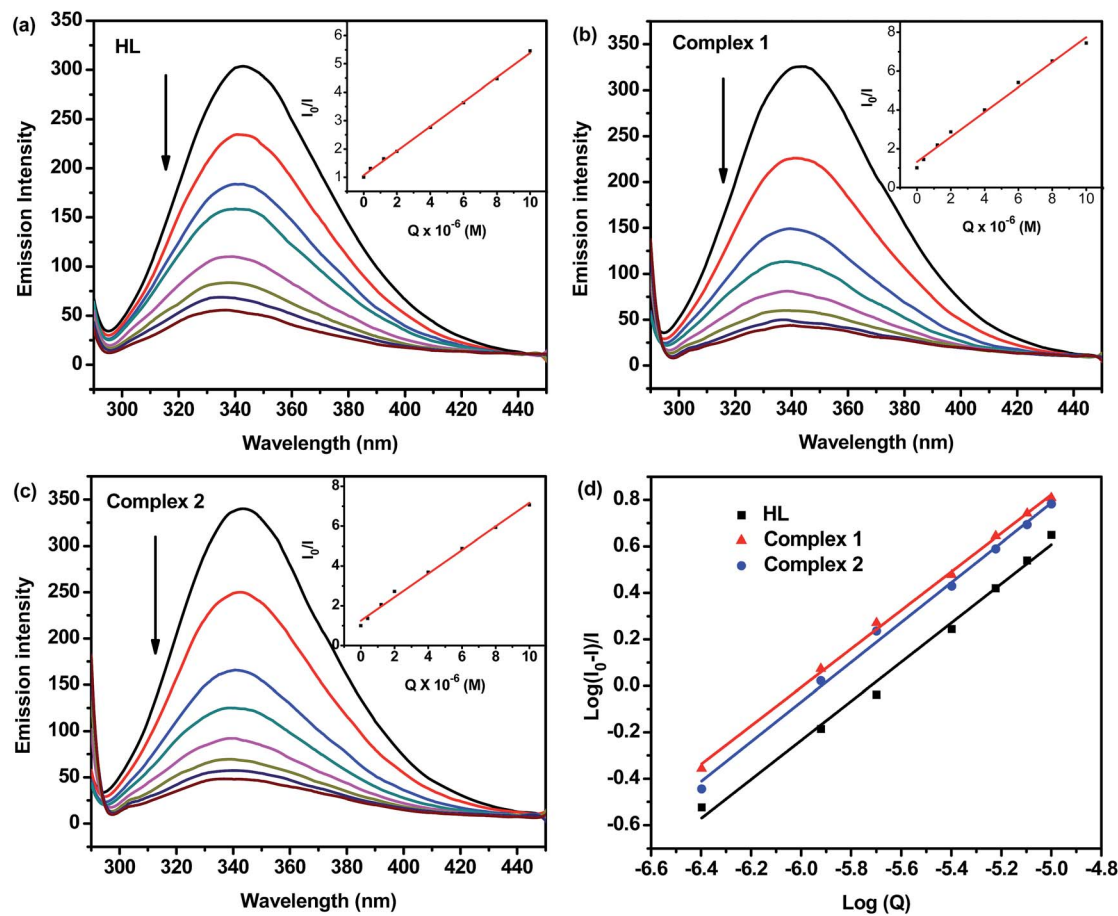 (a)
HL
Emission Intensity
350
300
250
200
150
100
50
0
300 320 340 360 380 400 420 440
Wavelength (nm)
I0/I
6
5
4
3
2
1
0 2 4 6 8 10
Q x 10-6 (M)
(b)
Complex 1
Emission intensity
350
300
250
200
150
100
50
0
300 320 340 360 380 400 420 440
Wavelength (nm)
I0/I
8
6
4
2
0
0 2 4 6 8 10
Q x 10-6 (M)
(c)
Complex 2
Emission intensity
350
300
250
200
150
100
50
0
300 320 340 360 380 400 420 440
Wavelength (nm)
I0/I
8
6
4
2
0
0 2 4 6 8 10
Q X 10-6 (M)
(d)
HL
Complex 1
Complex 2
Log(I0-I)/I
0.8
0.6
0.4
0.2
0.0
-0.2
-0.4
-0.6
-6.6 -6.4 -6.2 -6.0 -5.8 -5.6 -5.4 -5.2 -5.0 -4.8
Log (Q)